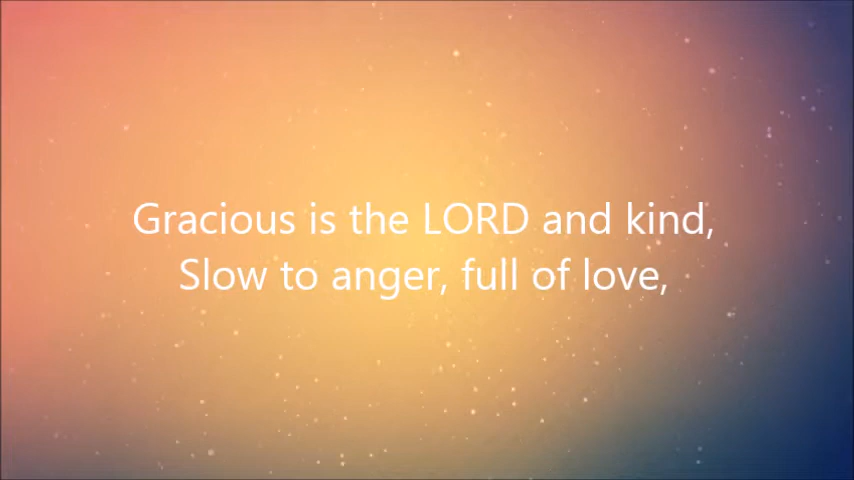 Gracious is the LORD and kind,
Slow to anger, full of love,